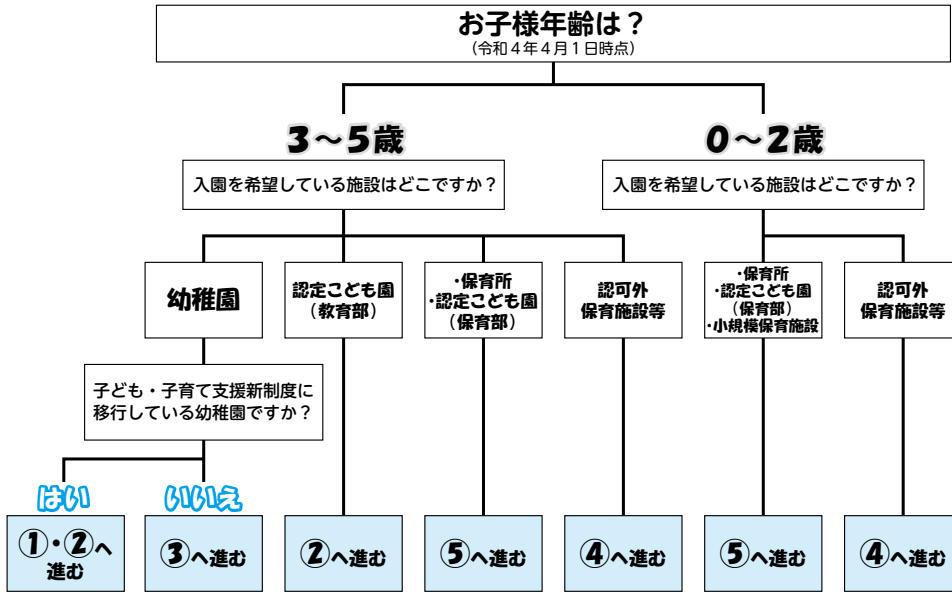 お子様年齢は？
（令和４年４月１日時点）
3～5歳
0～2歳
入園を希望している施設はどこですか？
入園を希望している施設はどこですか？
幼稚園
認定こども園
（教育部）
・保育所
・認定こども園
（保育部）
認可外
保育施設等
・保育所
・認定こども園
（保育部）
・小規模保育施設
認可外
保育施設等
子ども・子育て支援新制度に
移行している幼稚園ですか？
はい
いいえ
①・②へ
進む
③へ進む
②へ進む
⑤へ進む
④へ進む
⑤へ進む
④へ進む